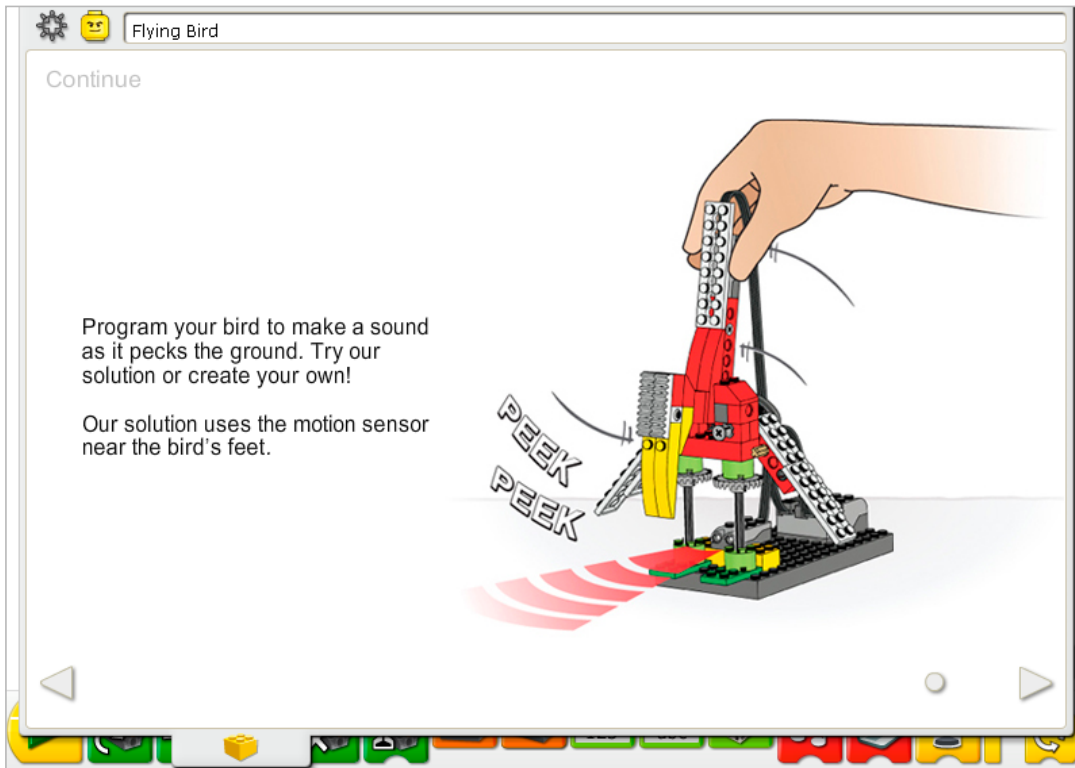 Flying Bird
Continue
Program your bird to make a sound
as it pecks the ground. Try our
solution or create your own!
Our solution uses the motion sensor
near the bird's feet.
PEEK
PEEK